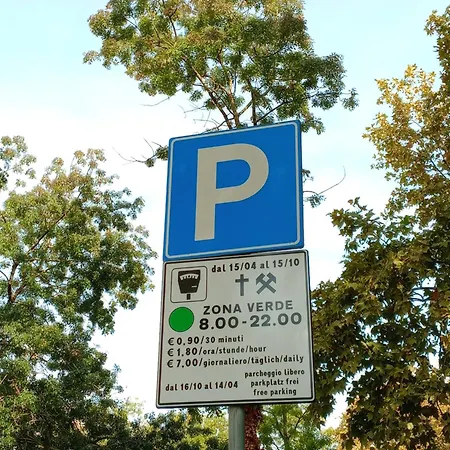 P
dal 15/04 al 15/10
ZONA VERDE
8.00-22.00
€ 0,90/30 minuti
€ 1,80/ora/stunde/hour
€ 7,00/giornaliero/täglich/daily
parcheggio libero
dal 16/10 al 14/04 parkplatz frei
free parking